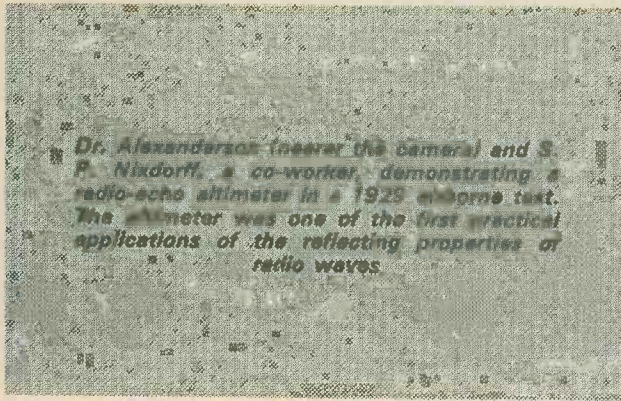 Dr. Alexanderson (nearer the camera) and S.
P. Nixdorff, a co-worker, demonstrating a
radio-echo altimeter in a 1929 airborne test.
The altimeter was one of the first practical
applications of the reflecting properties of
radio waves